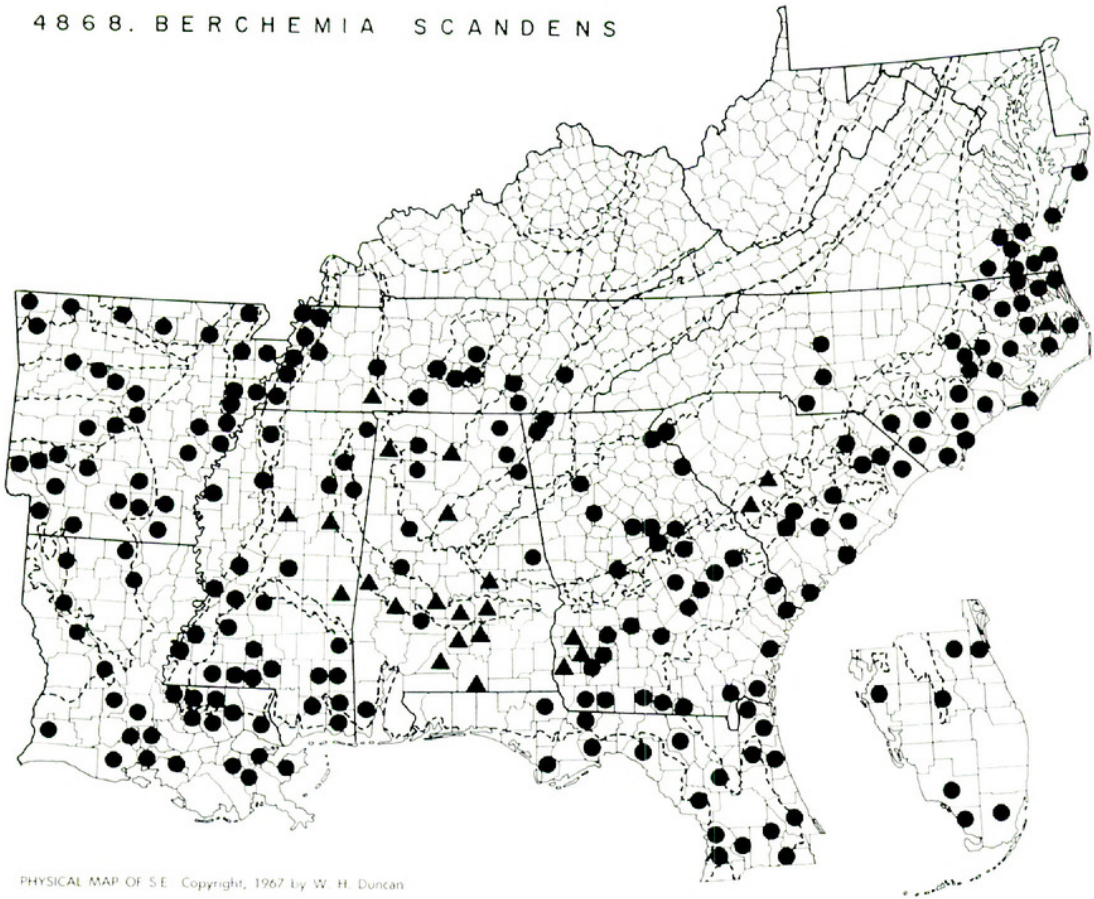 4868. BERCHEMIA SCANDENS
PHYSICAL MAP OF S.E. Copyright, 1967 by W. H. Duncan